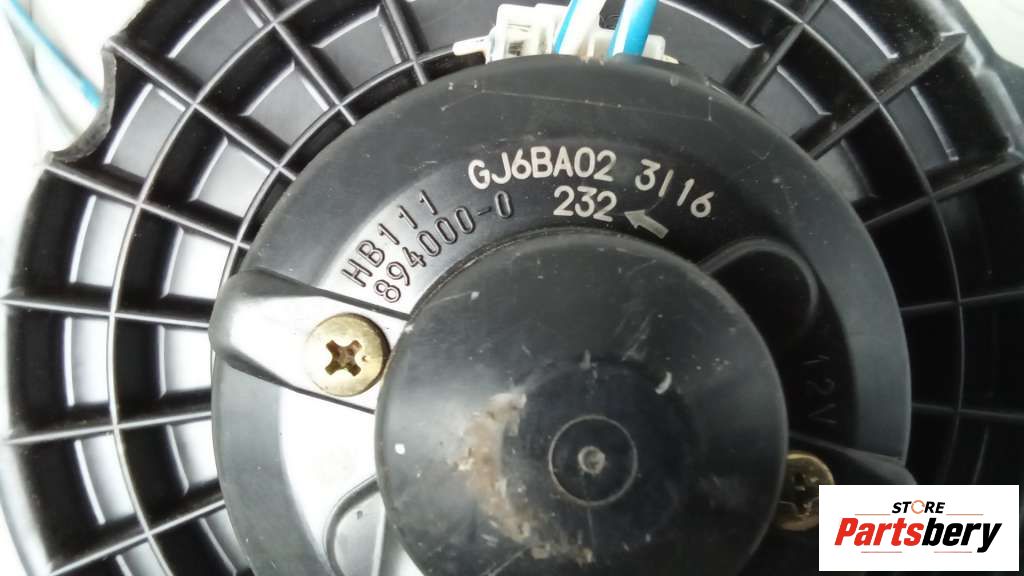 GJ6BA02 3116
232
HB111
894000-0
12V
STORE
Partsbery